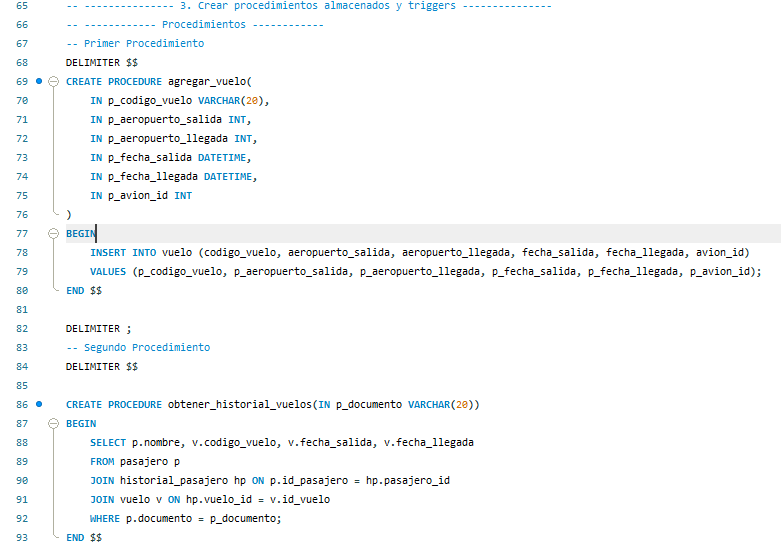 65 -- --------------- 3. Crear procedimientos almacenados y triggers ---------------
66 -- ------------ Procedimientos ------------
67 -- Primer Procedimiento
68 DELIMITER $$
69 CREATE PROCEDURE agregar_vuelo(
70 IN p_codigo_vuelo VARCHAR(20),
71 IN p_aeropuerto_salida INT,
72 IN p_aeropuerto_llegada INT,
73 IN p_fecha_salida DATETIME,
74 IN p_fecha_llegada DATETIME,
75 IN p_avion_id INT
76 )
77 BEGIN
78 INSERT INTO vuelo (codigo_vuelo, aeropuerto_salida, aeropuerto_llegada, fecha_salida, fecha_llegada, avion_id)
79 VALUES (p_codigo_vuelo, p_aeropuerto_salida, p_aeropuerto_llegada, p_fecha_salida, p_fecha_llegada, p_avion_id);
80 END $$
81
82 DELIMITER ;
83 -- Segundo Procedimiento
84 DELIMITER $$
85
86 CREATE PROCEDURE obtener_historial_vuelos(IN p_documento VARCHAR(20))
87 BEGIN
88 SELECT p.nombre, v.codigo_vuelo, v.fecha_salida, v.fecha_llegada
89 FROM pasajero p
90 JOIN historial_pasajero hp ON p.id_pasajero = hp.pasajero_id
91 JOIN vuelo v ON hp.vuelo_id = v.id_vuelo
92 WHERE p.documento = p_documento;
93 END $$